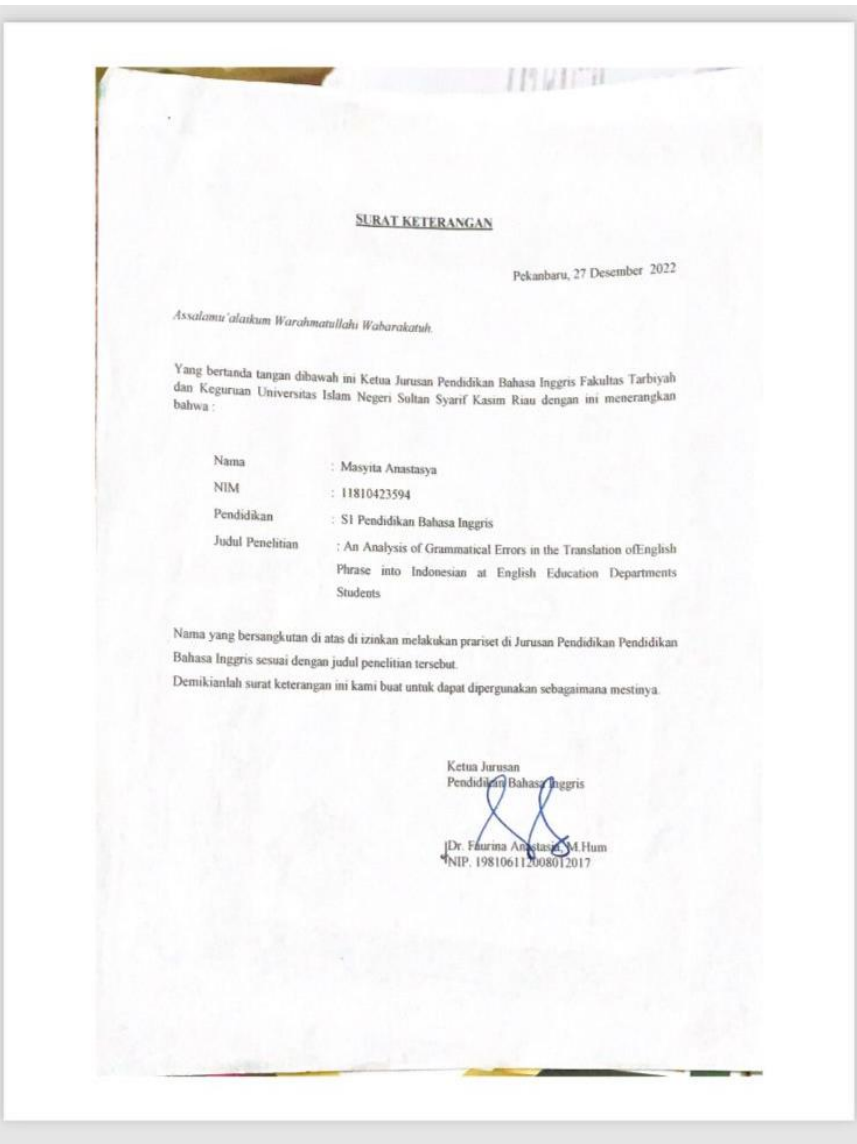 SURAT KETERANGAN
Pekanbaru, 27 Desember 2022
Assalamu'alaikum Warahmatullahi Wabarakatuh.
Yang bertanda tangan dibawah ini Ketua Jurusan Pendidikan Bahasa Inggris Fakultas Tarbiyah
dan Keguruan Universitas Islam Negeri Sultan Syarif Kasim Riau dengan ini menerangkan
bahwa :
Nama : Masyita Anastasya
NIM : 11810423594
Pendidikan : S1 Pendidikan Bahasa Inggris
Judul Penelitian : An Analysis of Grammatical Errors in the Translation ofEnglish
Phrase into Indonesian at English Education Departments
Students
Nama yang bersangkutan di atas di izinkan melakukan prariset di Jurusan Pendidikan Pendidikan
Bahasa Inggris sesuai dengan judul penelitian tersebut.
Demikianlah surat keterangan ini kami buat untuk dapat dipergunakan sebagaimana mestinya.
Ketua Jurusan
Pendidikan Bahasa Inggris
Dr. Faurina Anastasia, M.Hum
NIP. 198106112008012017